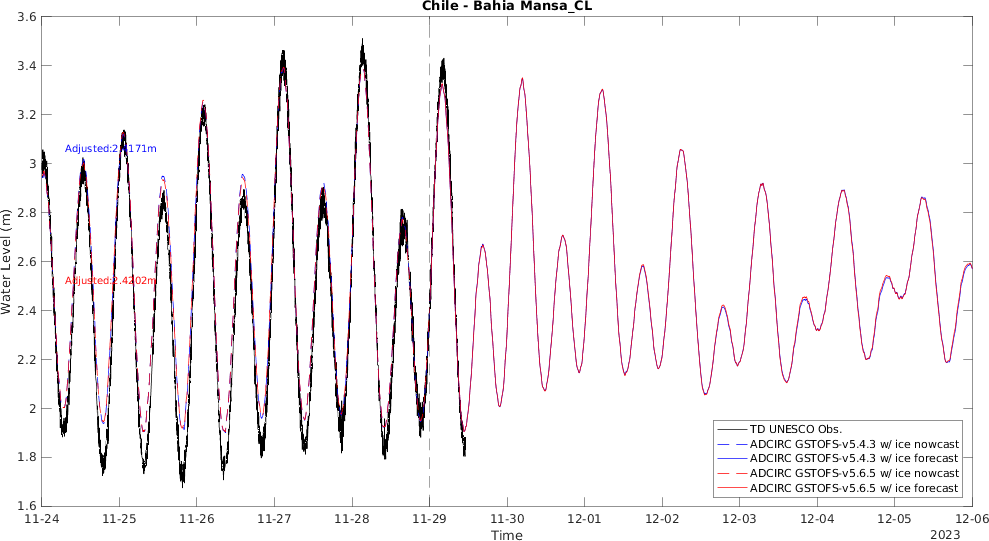 Chile - Bahia Mansa_CL
3.6
3.4
3.2
3
2.8
2.6
2.4
2.2
2
1.8
1.6
Water Level (m)
Adjusted:2.4202m
11-24
11-25
11-26
11-27
11-28
11-29
11-30
12-01
12-02
12-03
12-04
12-05
12-06
Time
2023
TD UNESCO Obs.
ADCIRC GSTOFS-v5.4.3 w/ ice nowcast
ADCIRC GSTOFS-v5.4.3 w/ ice forecast
ADCIRC GSTOFS-v5.6.5 w/ ice nowcast
ADCIRC GSTOFS-v5.6.5 w/ ice forecast